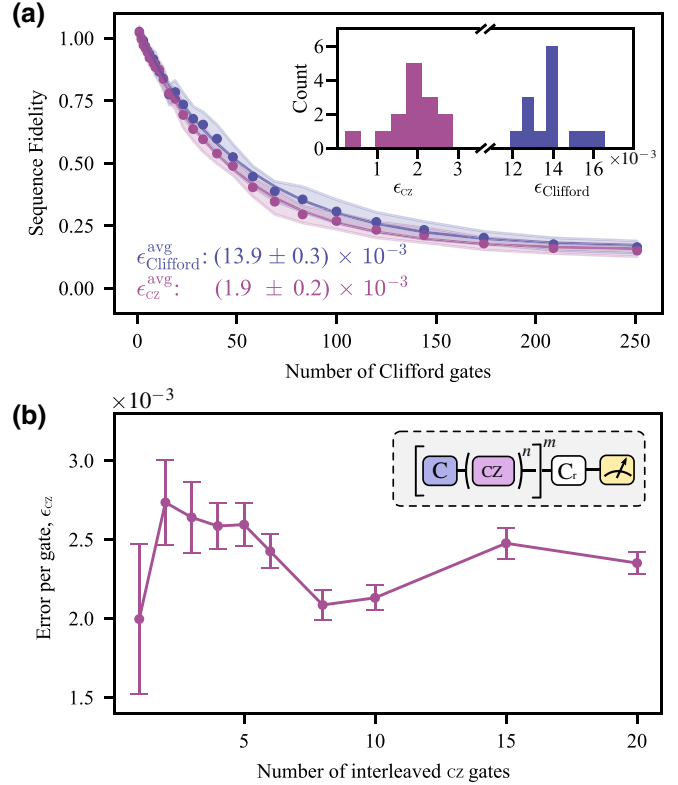 (a)
1.00
0.75
0.50
0.25
0.00
Sequence Fidelity
0 50 100 150 200 250
Number of Clifford gates
6
4
2
0
Count
1 2 3
ϵ_CZ
12 14 16 ×10⁻³
ϵ_Clifford
ϵ^avg_Clifford: (13.9 ± 0.3) × 10⁻³
ϵ^avg_CZ: (1.9 ± 0.2) × 10⁻³
(b)
×10⁻³
3.0
2.5
2.0
1.5
Error per gate, ϵ_CZ
[C (CZ)^n]^m C_r
5 10 15 20
Number of interleaved CZ gates